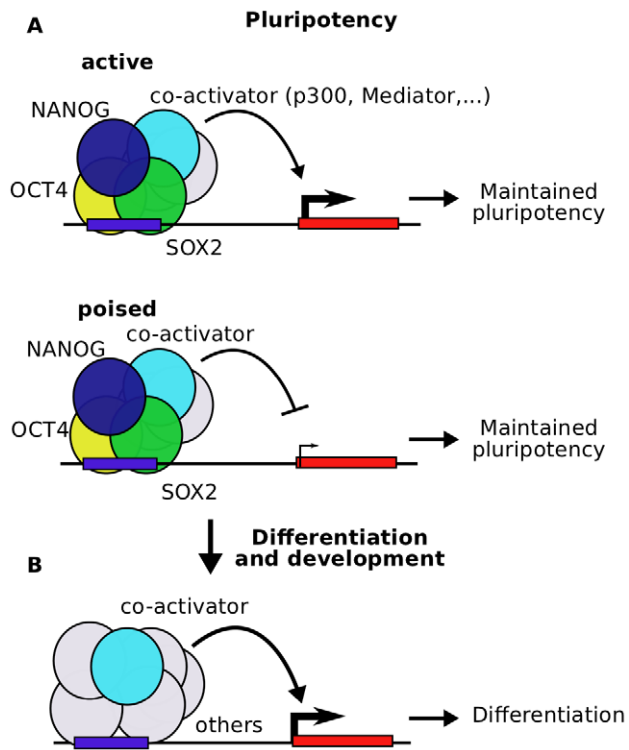 A
Pluripotency
active
co-activator (p300, Mediator,...)
NANOG
OCT4
Maintained
pluripotency
SOX2
poised
co-activator
NANOG
OCT4
Maintained
pluripotency
SOX2
Differentiation
and development
B
co-activator
others
Differentiation